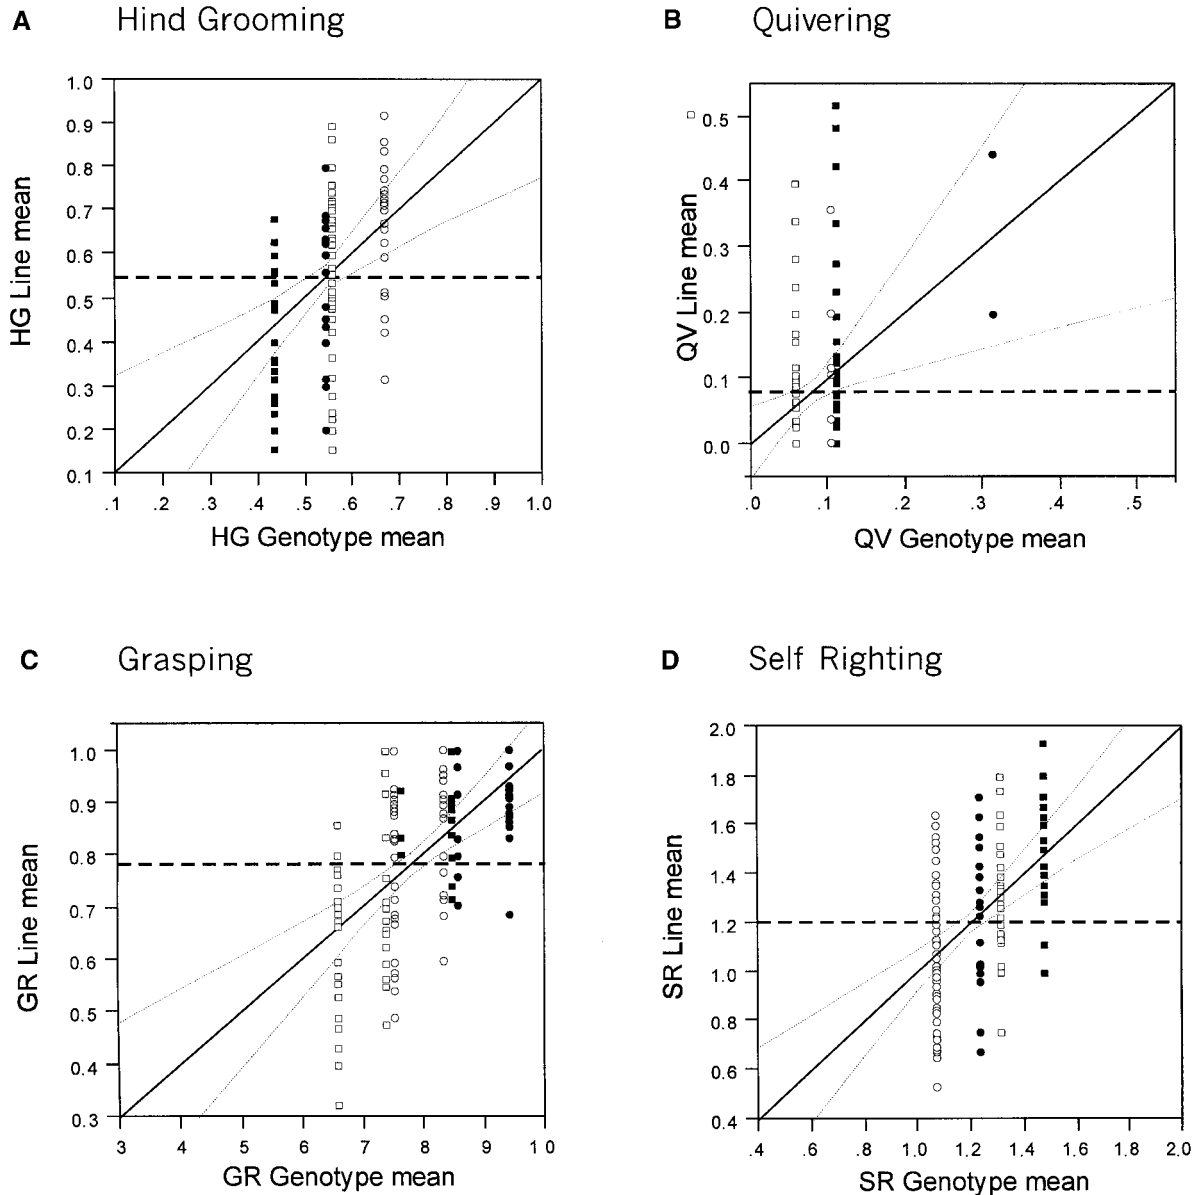 A Hind Grooming
1.0
0.9
0.8
0.7
0.6
0.5
0.4
0.3
0.2
0.1
HG Line mean
.1 .2 .3 .4 .5 .6 .7 .8 .9 1.0
HG Genotype mean
B Quivering
0.5
0.4
0.3
0.2
0.1
0.0
QV Line mean
.0 .1 .2 .3 .4 .5
QV Genotype mean
C Grasping
1.0
0.9
0.8
0.7
0.6
0.5
0.4
0.3
GR Line mean
3 4 5 6 7 8 9 1 0
GR Genotype mean
D Self Righting
2.0
1.8
1.6
1.4
1.2
1.0
0.8
0.6
0.4
SR Line mean
.4 .6 .8 1.0 1.2 1.4 1.6 1.8 2.0
SR Genotype mean